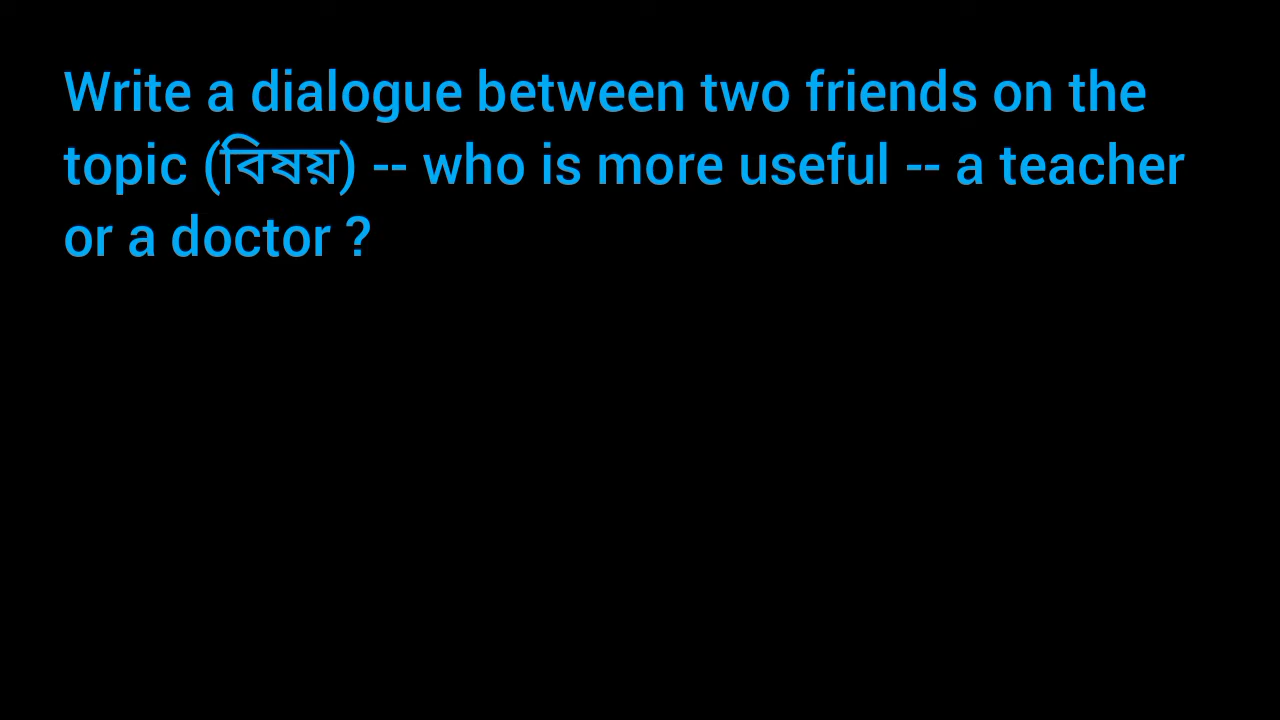 Write a dialogue between two friends on the
topic (বিষয়) -- who is more useful -- a teacher
or a doctor ?